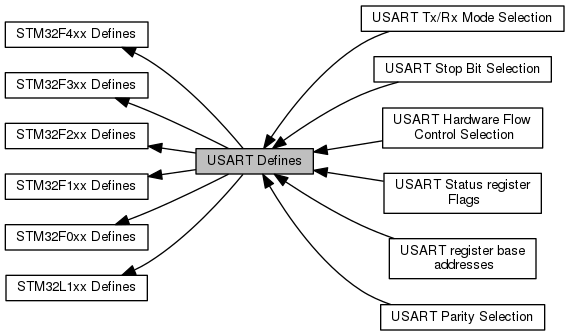 STM32F4xx Defines
STM32F3xx Defines
STM32F2xx Defines
STM32F1xx Defines
STM32F0xx Defines
STM32L1xx Defines
USART Defines
USART Tx/Rx Mode Selection
USART Stop Bit Selection
USART Hardware Flow
Control Selection
USART Status register
Flags
USART register base
addresses
USART Parity Selection